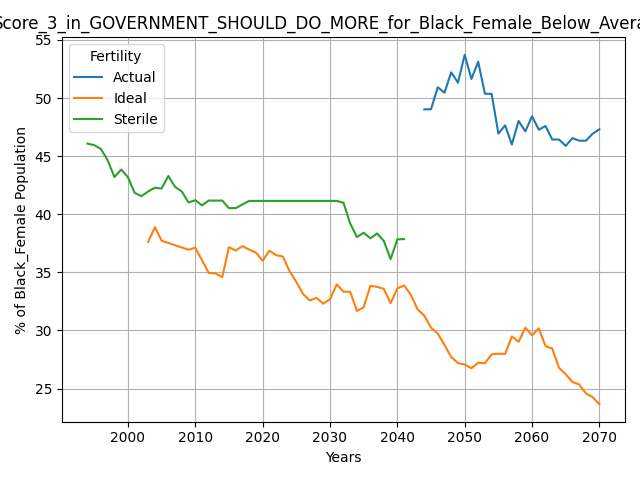 Score_3_in_GOVERNMENT_SHOULD_DO_MORE_for_Black_Female_Below_Avera
55
50
45
40
35
30
25
Fertility
Actual
Ideal
Sterile
% of Black_Female Population
2000 2010 2020 2030 2040 2050 2060 2070
Years